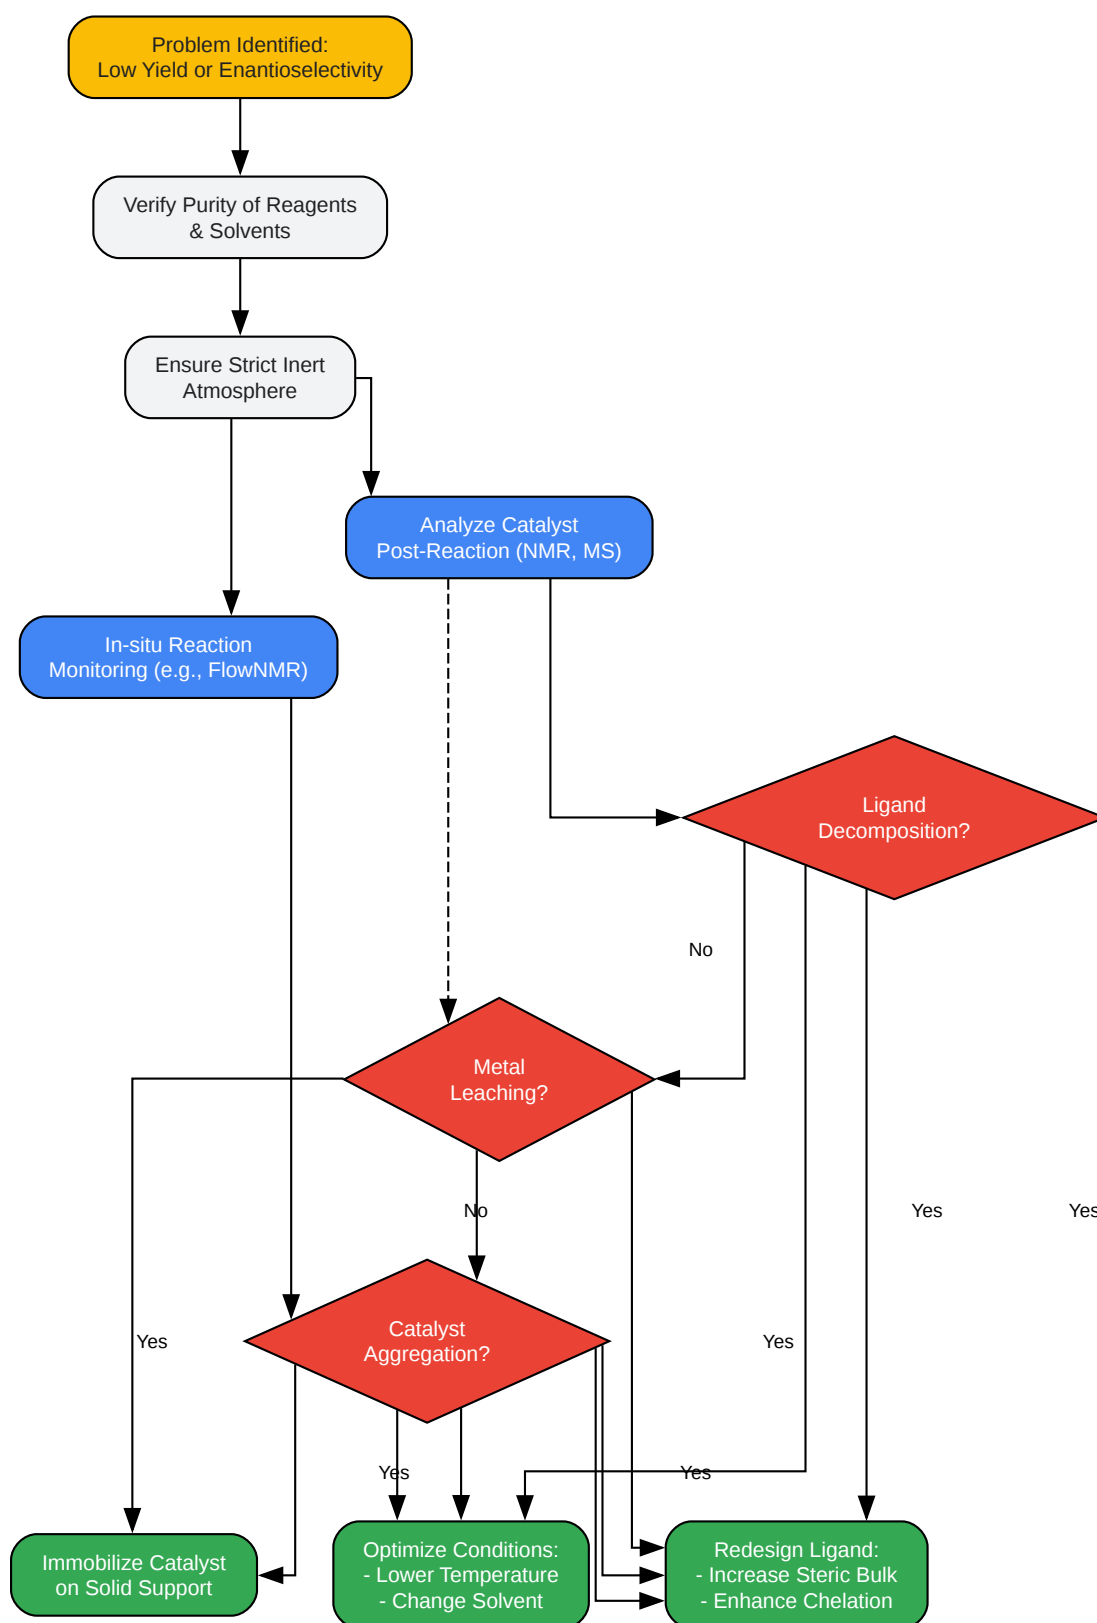 Problem Identified:
Low Yield or Enantioselectivity
Verify Purity of Reagents
& Solvents
Ensure Strict Inert
Atmosphere
Analyze Catalyst
Post-Reaction (NMR, MS)
In-situ Reaction
Monitoring (e.g., FlowNMR)
Ligand
Decomposition?
No
Metal
Leaching?
No
Yes
Yes
Catalyst
Aggregation?
Yes
Yes
Yes
Yes
Immobilize Catalyst
on Solid Support
Optimize Conditions:
- Lower Temperature
- Change Solvent
Redesign Ligand:
- Increase Steric Bulk
- Enhance Chelation